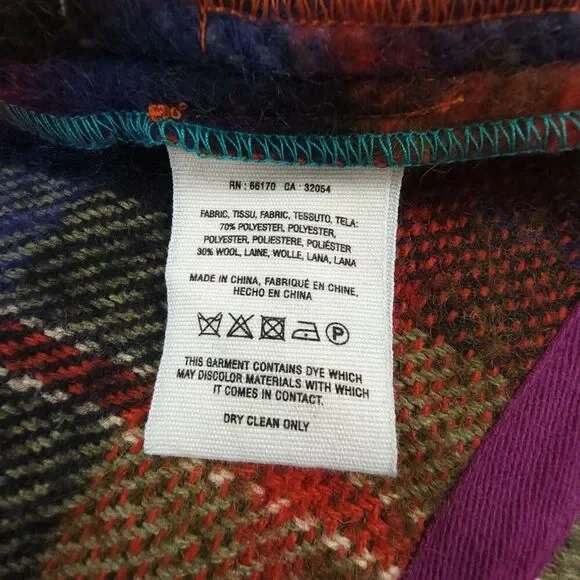 RN : 66170 CA : 32054
FABRIC, TISSU, FABRIC, TESSUTO, TELA:
70% POLYESTER, POLYESTER,
POLYESTER, POLIESTERE, POLIÉSTER
30% WOOL, LAINE, WOLLE, LANA, LANA
MADE IN CHINA, FABRIQUÉ EN CHINE,
HECHO EN CHINA
P
THIS GARMENT CONTAINS DYE WHICH
MAY DISCOLOR MATERIALS WITH WHICH
IT COMES IN CONTACT.
DRY CLEAN ONLY